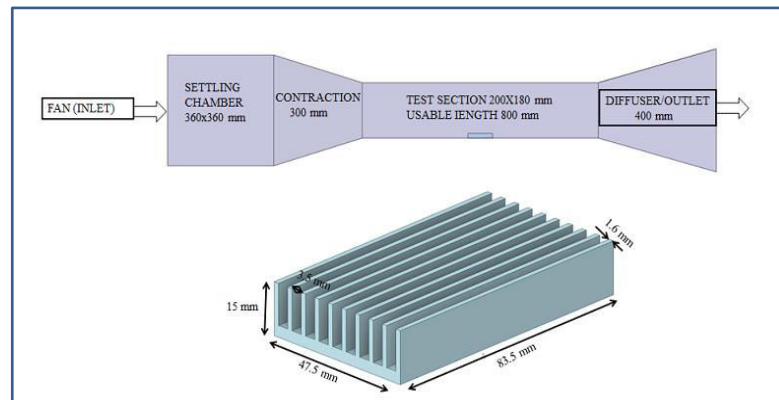 FAN (INLET)
SETTLING
CHAMBER
360x360 mm
CONTRACTION
300 mm
TEST SECTION 200X180 mm
USABLE LENGTH 800 mm
DIFFUSER/OUTLET
400 mm
1.6 mm
3.5 mm
15 mm
47.5 mm
83.5 mm